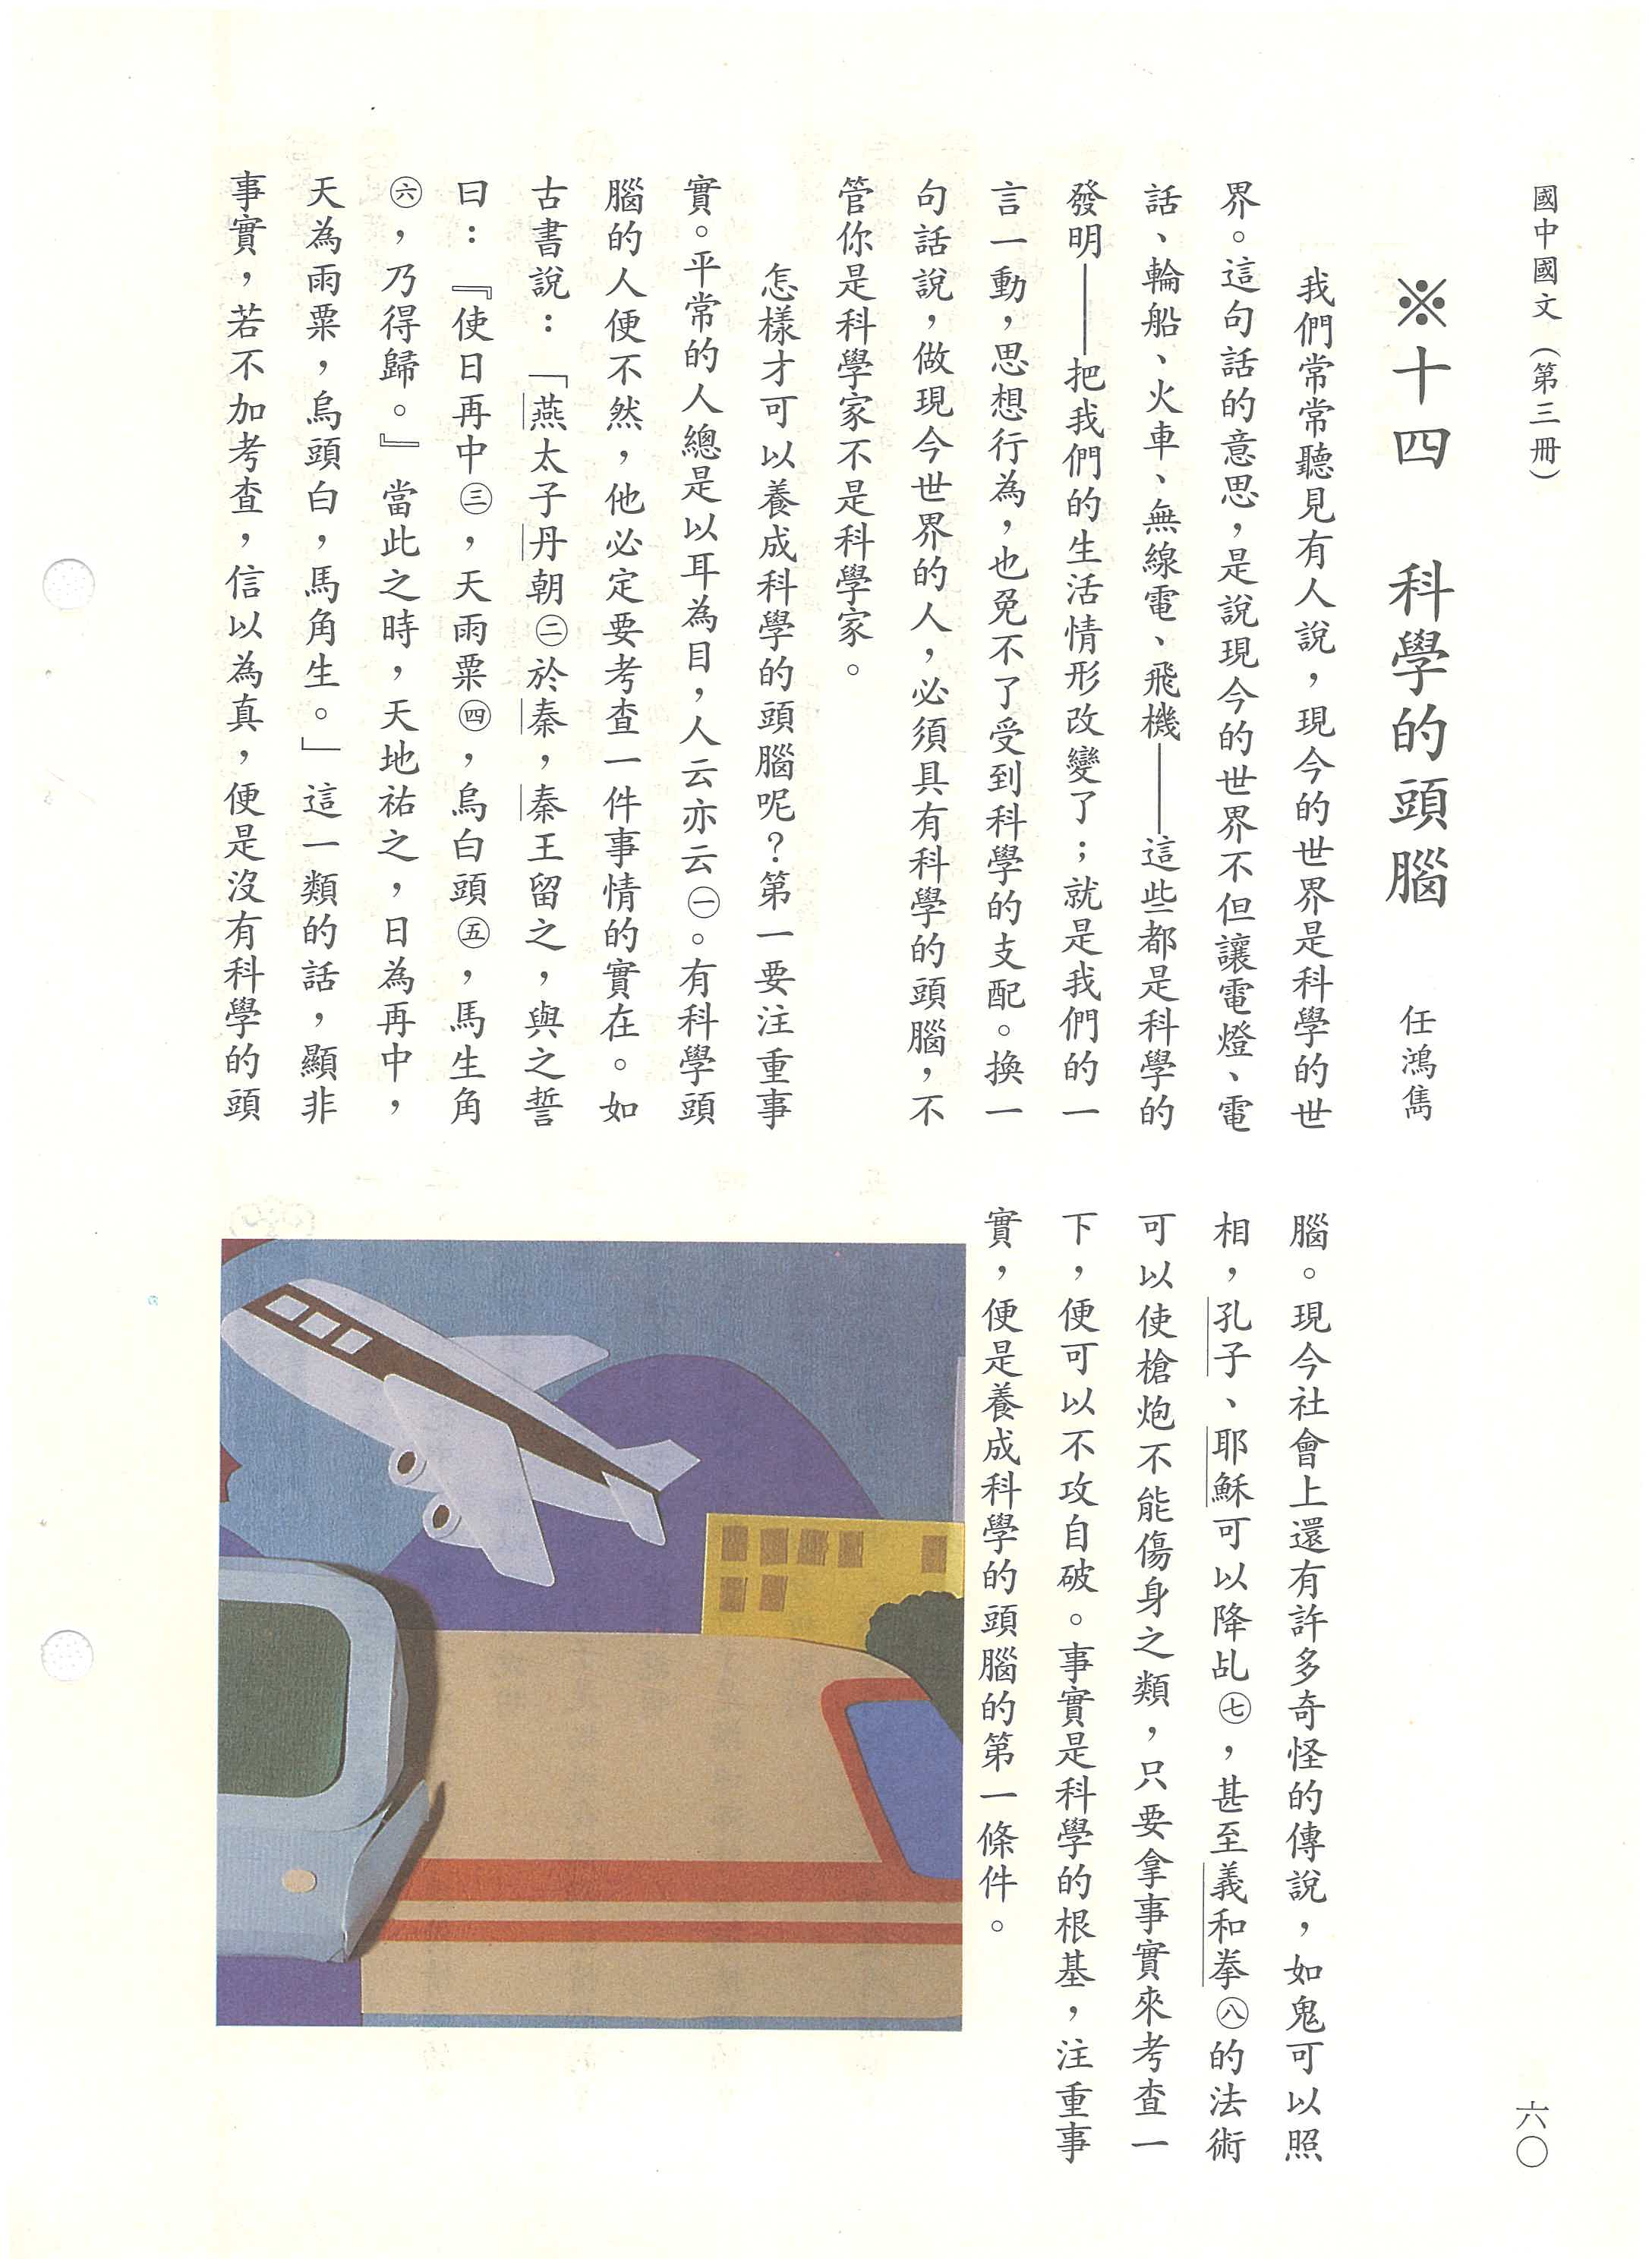 國中國文（第三冊）
六〇
※十四　科學的頭腦　任鴻雋
我們常常聽見有人說，現今的世界是科學的世
界。這句話的意思，是說現今的世界不但讓電燈、電
話、輪船、火車、無線電、飛機——這些都是科學的
發明——把我們的生活情形改變了；就是我們的一
言一動，思想行為，也免不了受到科學的支配。換一
句話說，做現今世界的人，必須具有科學的頭腦，不
管你是科學家不是科學家。
怎樣才可以養成科學的頭腦呢？第一要注重事
實。平常的人總是以耳為目，人云亦云㊀。有科學頭
腦的人便不然，他必定要考查一件事情的實在。如
古書說：「燕太子丹朝㊁於秦，秦王留之，與之誓
曰：『使日再中㊂，天雨粟㊃，烏白頭㊄，馬生角
㊅，乃得歸。』當此之時，天地祐之，日為再中，
天為雨粟，烏頭白，馬角生。」這一類的話，顯非
事實，若不加考查，信以為真，便是沒有科學的頭
腦。現今社會上還有許多奇怪的傳說，如鬼可以照
相，孔子、耶穌可以降乩㊆，甚至義和拳㊇的法術
可以使槍炮不能傷身之類，只要拿事實來考查一
下，便可以不攻自破。事實是科學的根基，注重事
實，便是養成科學的頭腦的第一條件。